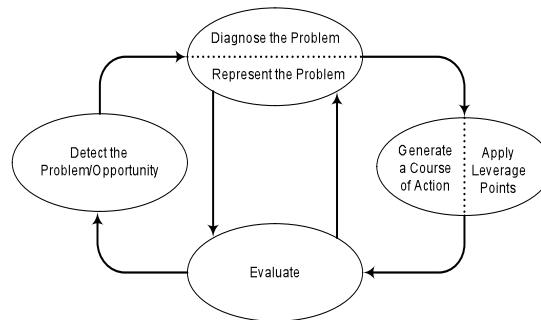 Diagnose the Problem
Represent the Problem
Detect the
Problem/Opportunity
Generate
a Course
of Action
Apply
Leverage
Points
Evaluate